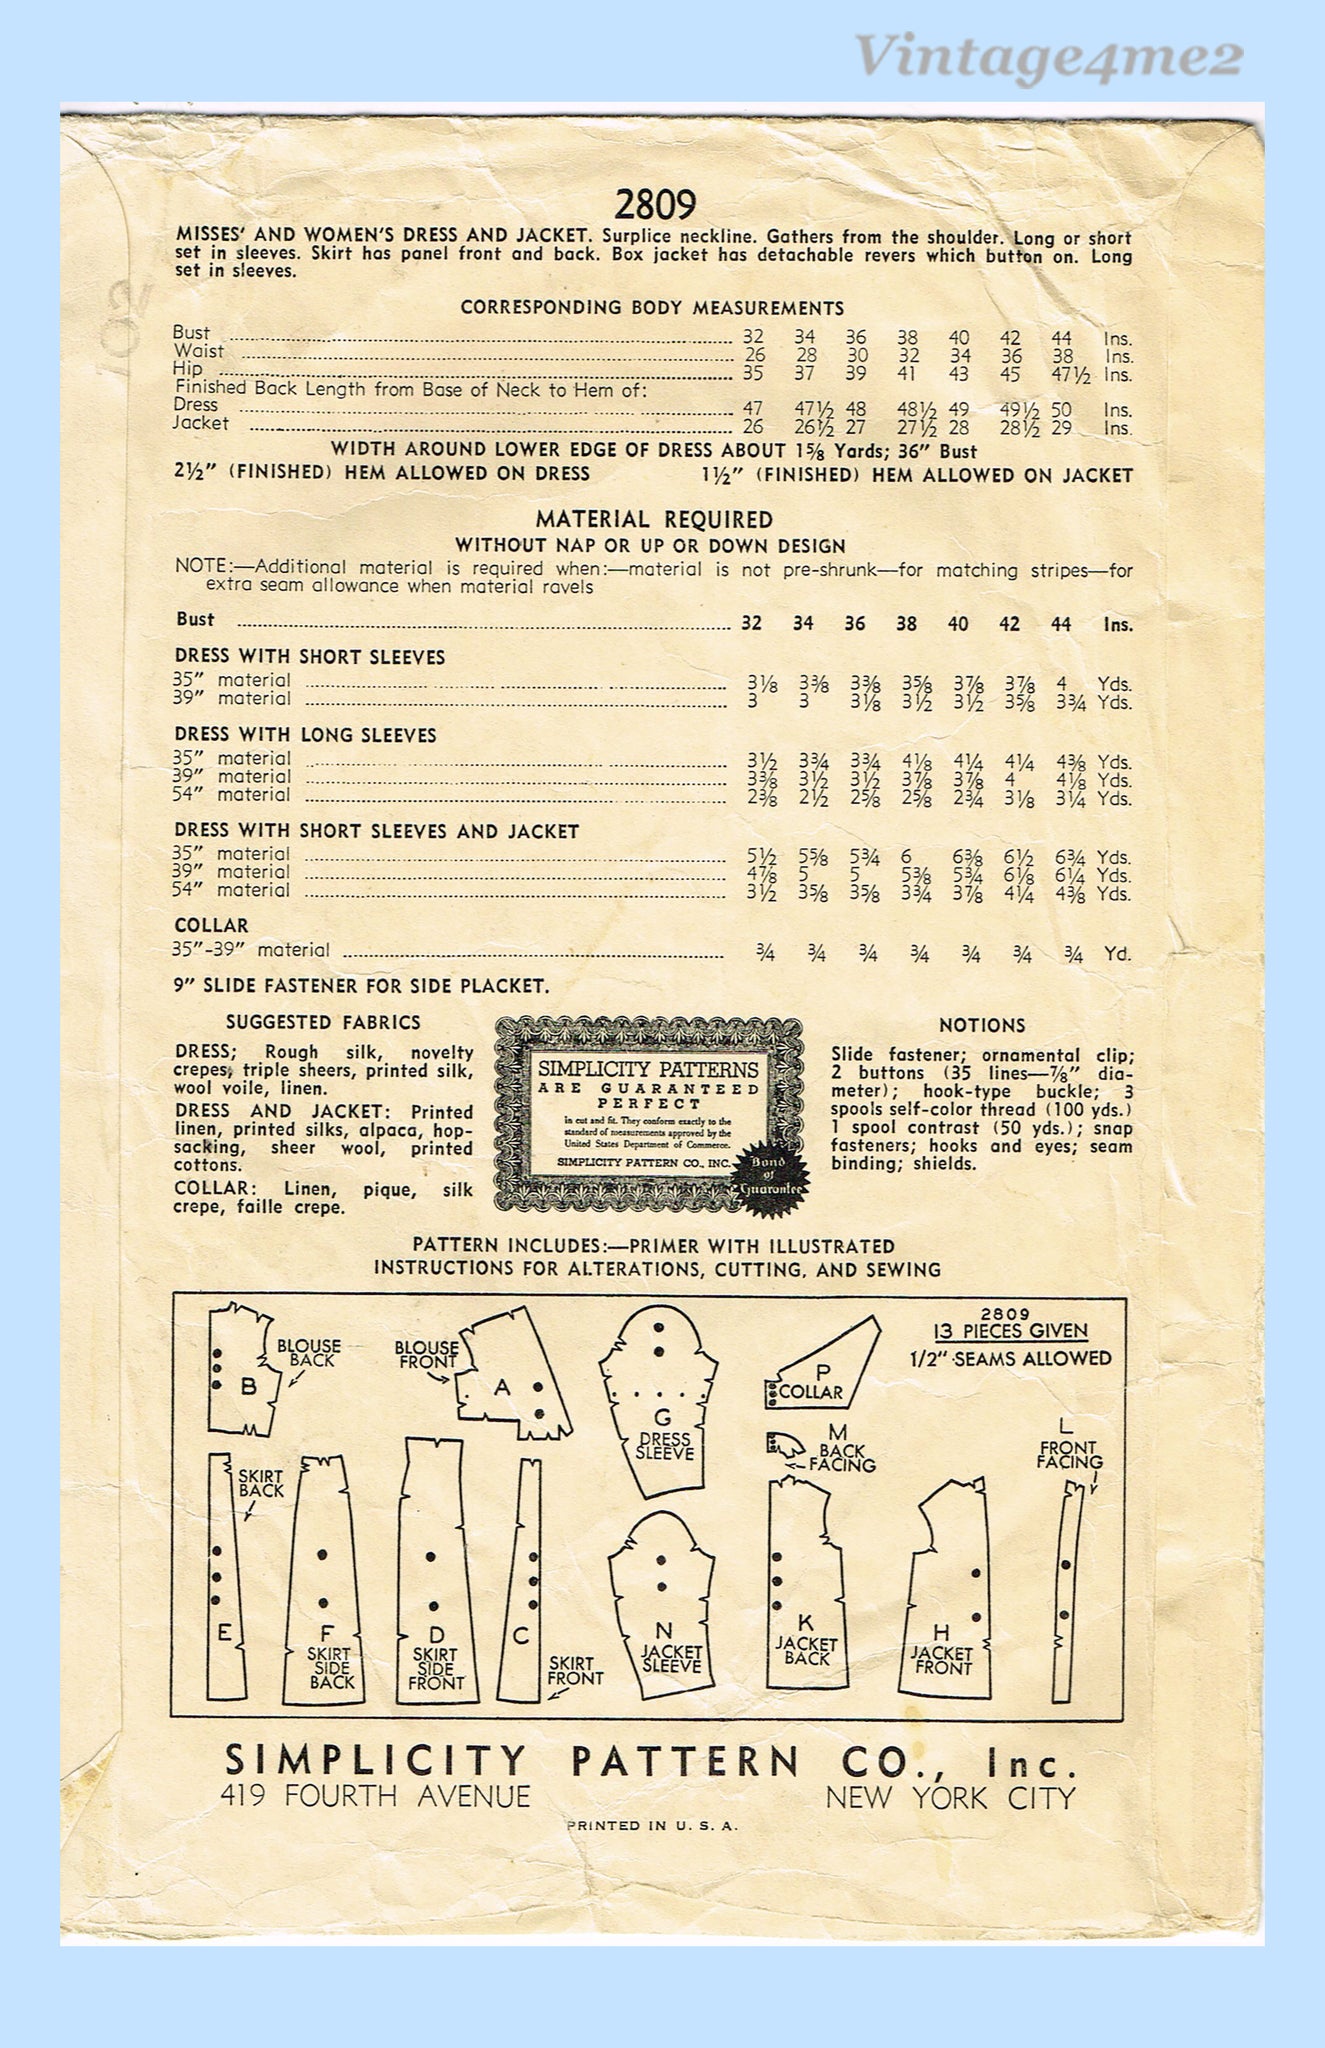 Vintage4me2
2809
MISSES' AND WOMEN'S DRESS AND JACKET. Surplice neckline. Gathers from the shoulder. Long or short
set in sleeves. Skirt has panel front and back. Box jacket has detachable revers which button on. Long
set in sleeves.
CORRESPONDING BODY MEASUREMENTS
Bust 32 34 36 38 40 42 44 Ins.
Waist 26 28 30 32 34 36 38 Ins.
Hip 35 37 39 41 43 45 47½ Ins.
Finished Back Length from Base of Neck to Hem of:
Dress 47 47½ 48 48½ 49 49½ 50 Ins.
Jacket 26 26½ 27 27½ 28 28½ 29 Ins.
WIDTH AROUND LOWER EDGE OF DRESS ABOUT 1⅝ Yards; 36" Bust
2½" (FINISHED) HEM ALLOWED ON DRESS 1½" (FINISHED) HEM ALLOWED ON JACKET
MATERIAL REQUIRED
WITHOUT NAP OR UP OR DOWN DESIGN
NOTE:—Additional material is required when:—material is not pre-shrunk—for matching stripes—for
extra seam allowance when material ravels
Bust 32 34 36 38 40 42 44 Ins.
DRESS WITH SHORT SLEEVES
35" material 3⅛ 3⅜ 3⅜ 3⅝ 3⅞ 3⅞ 4 Yds.
39" material 3 3 3⅛ 3½ 3½ 3⅝ 3¾ Yds.
DRESS WITH LONG SLEEVES
35" material 3½ 3¾ 3¾ 4⅛ 4¼ 4¼ 4⅜ Yds.
39" material 3⅜ 3½ 3½ 3⅞ 3⅞ 4 4⅛ Yds.
54" material 2⅜ 2½ 2⅝ 2⅝ 2¾ 3⅛ 3¼ Yds.
DRESS WITH SHORT SLEEVES AND JACKET
35" material 5½ 5⅝ 5¾ 6 6⅜ 6½ 6¾ Yds.
39" material 4⅞ 5 5 5⅜ 5¾ 6⅛ 6¼ Yds.
54" material 3½ 3⅝ 3⅝ 3¾ 3⅞ 4¼ 4⅜ Yds.
COLLAR
35"-39" material ¾ ¾ ¾ ¾ ¾ ¾ ¾ Yd.
9" SLIDE FASTENER FOR SIDE PLACKET.
SUGGESTED FABRICS
DRESS; Rough silk, novelty
crepes, triple sheers, printed silk,
wool voile, linen.
DRESS AND JACKET: Printed
linen, printed silks, alpaca, hop-
sacking, sheer wool, printed
cottons.
COLLAR: Linen, pique, silk
crepe, faille crepe.
SIMPLICITY PATTERNS
ARE GUARANTEED
PERFECT
in cut and fit. They conform exactly to the
standard of measurements approved by the
United States Department of Commerce.
SIMPLICITY PATTERN CO., INC.
Bond
of
Guarantee
NOTIONS
Slide fastener; ornamental clip;
2 buttons (35 lines—⅞" dia-
meter); hook-type buckle; 3
spools self-color thread (100 yds.)
1 spool contrast (50 yds.); snap
fasteners; hooks and eyes; seam
binding; shields.
PATTERN INCLUDES:—PRIMER WITH ILLUSTRATED
INSTRUCTIONS FOR ALTERATIONS, CUTTING, AND SEWING
2809
13 PIECES GIVEN
1/2" SEAMS ALLOWED
B
BLOUSE
BACK
BLOUSE
FRONT
A
G
DRESS
SLEEVE
P
COLLAR
M
BACK
FACING
L
FRONT
FACING
SKIRT
BACK
E
F
SKIRT
SIDE
BACK
D
SKIRT
SIDE
FRONT
C
SKIRT
FRONT
N
JACKET
SLEEVE
K
JACKET
BACK
H
JACKET
FRONT
SIMPLICITY PATTERN CO., Inc.
419 FOURTH AVENUE NEW YORK CITY
PRINTED IN U. S. A.